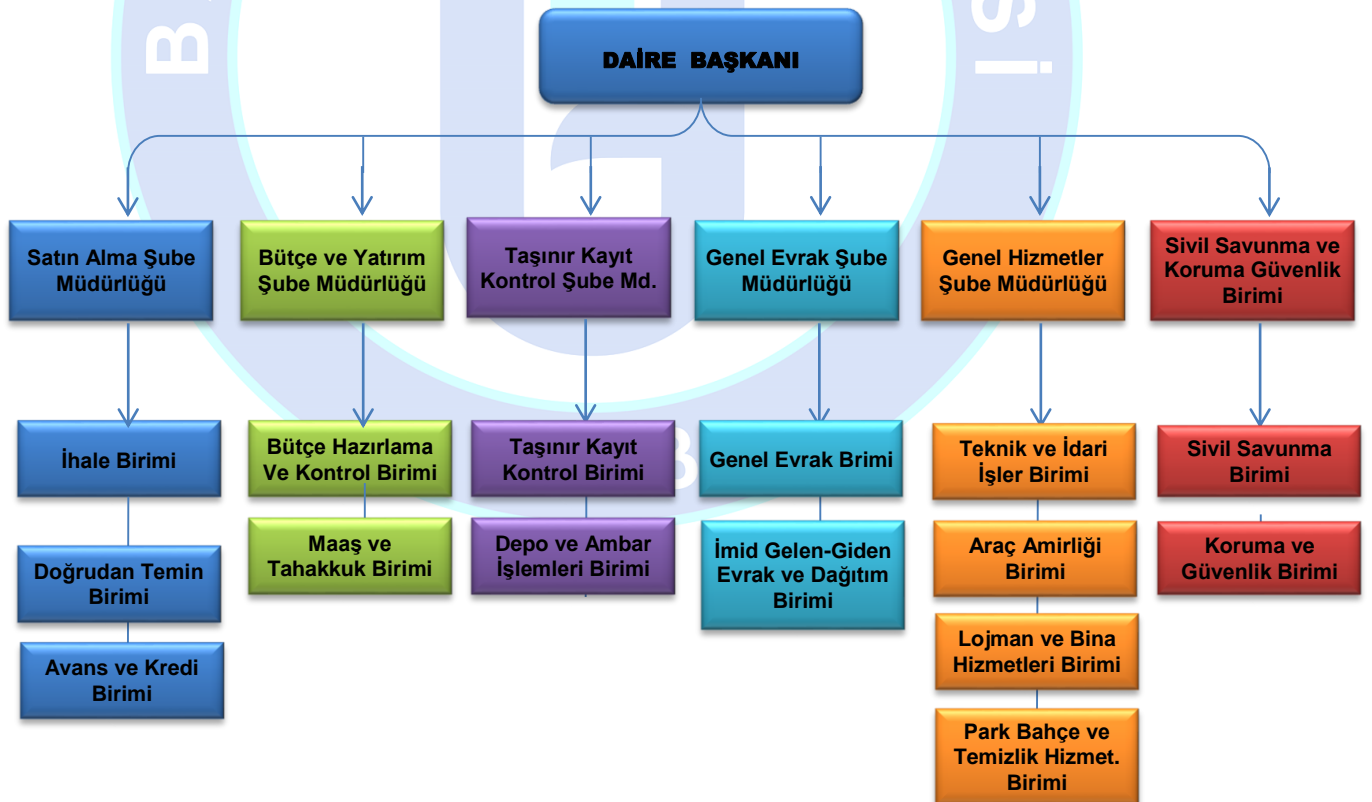 B
İŞ
DAİRE BAŞKANI
Satın Alma Şube
Müdürlüğü
Bütçe ve Yatırım
Şube Müdürlüğü
Taşınır Kayıt
Kontrol Şube Md.
Genel Evrak Şube
Müdürlüğü
Genel Hizmetler
Şube Müdürlüğü
Sivil Savunma ve
Koruma Güvenlik
Birimi
İhale Birimi
Doğrudan Temin
Birimi
Avans ve Kredi
Birimi
Bütçe Hazırlama
Ve Kontrol Birimi
Maaş ve
Tahakkuk Birimi
Taşınır Kayıt
Kontrol Birimi
Depo ve Ambar
İşlemleri Birimi
Genel Evrak Brimi
İmid Gelen-Giden
Evrak ve Dağıtım
Birimi
Teknik ve İdari
İşler Birimi
Araç Amirliği
Birimi
Lojman ve Bina
Hizmetleri Birimi
Park Bahçe ve
Temizlik Hizmet.
Birimi
Sivil Savunma
Birimi
Koruma ve
Güvenlik Birimi